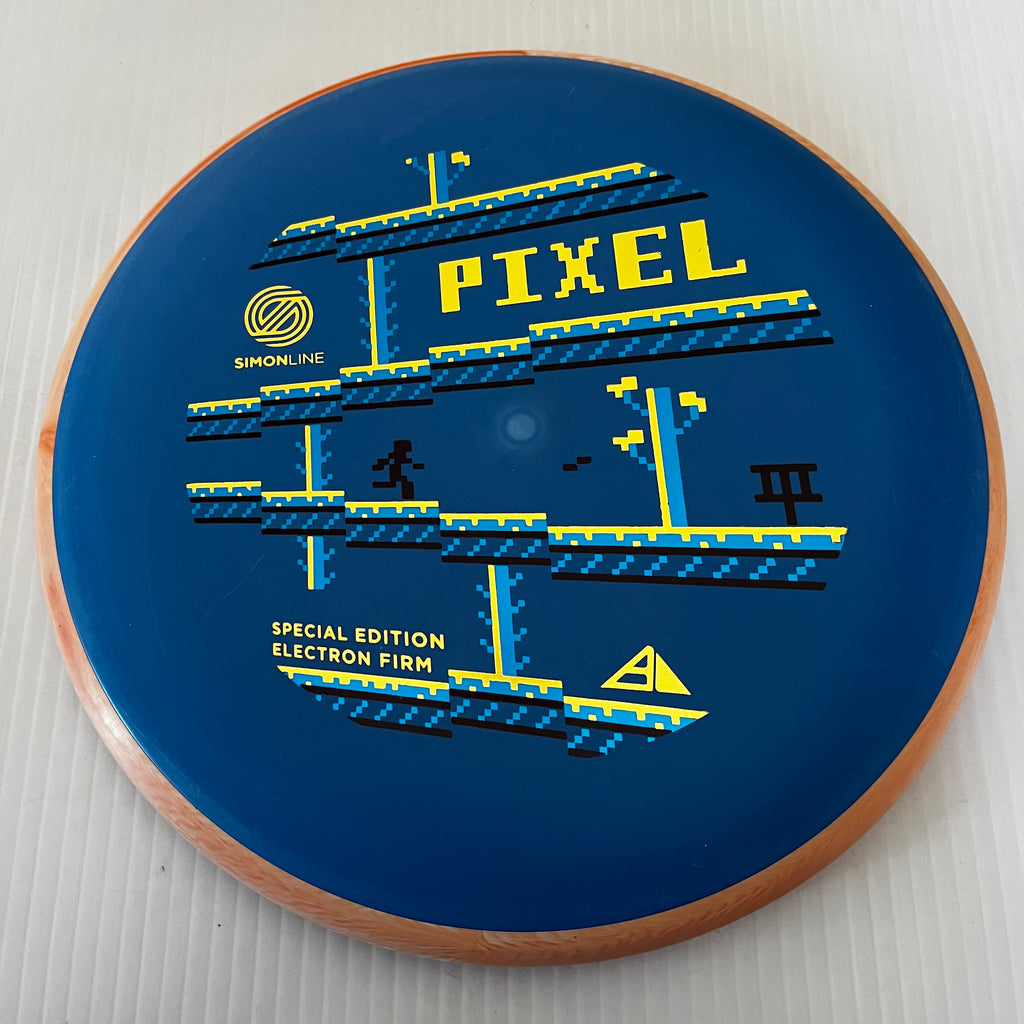 PIXEL
SIMONLINE
SPECIAL EDITION
ELECTRON FIRM